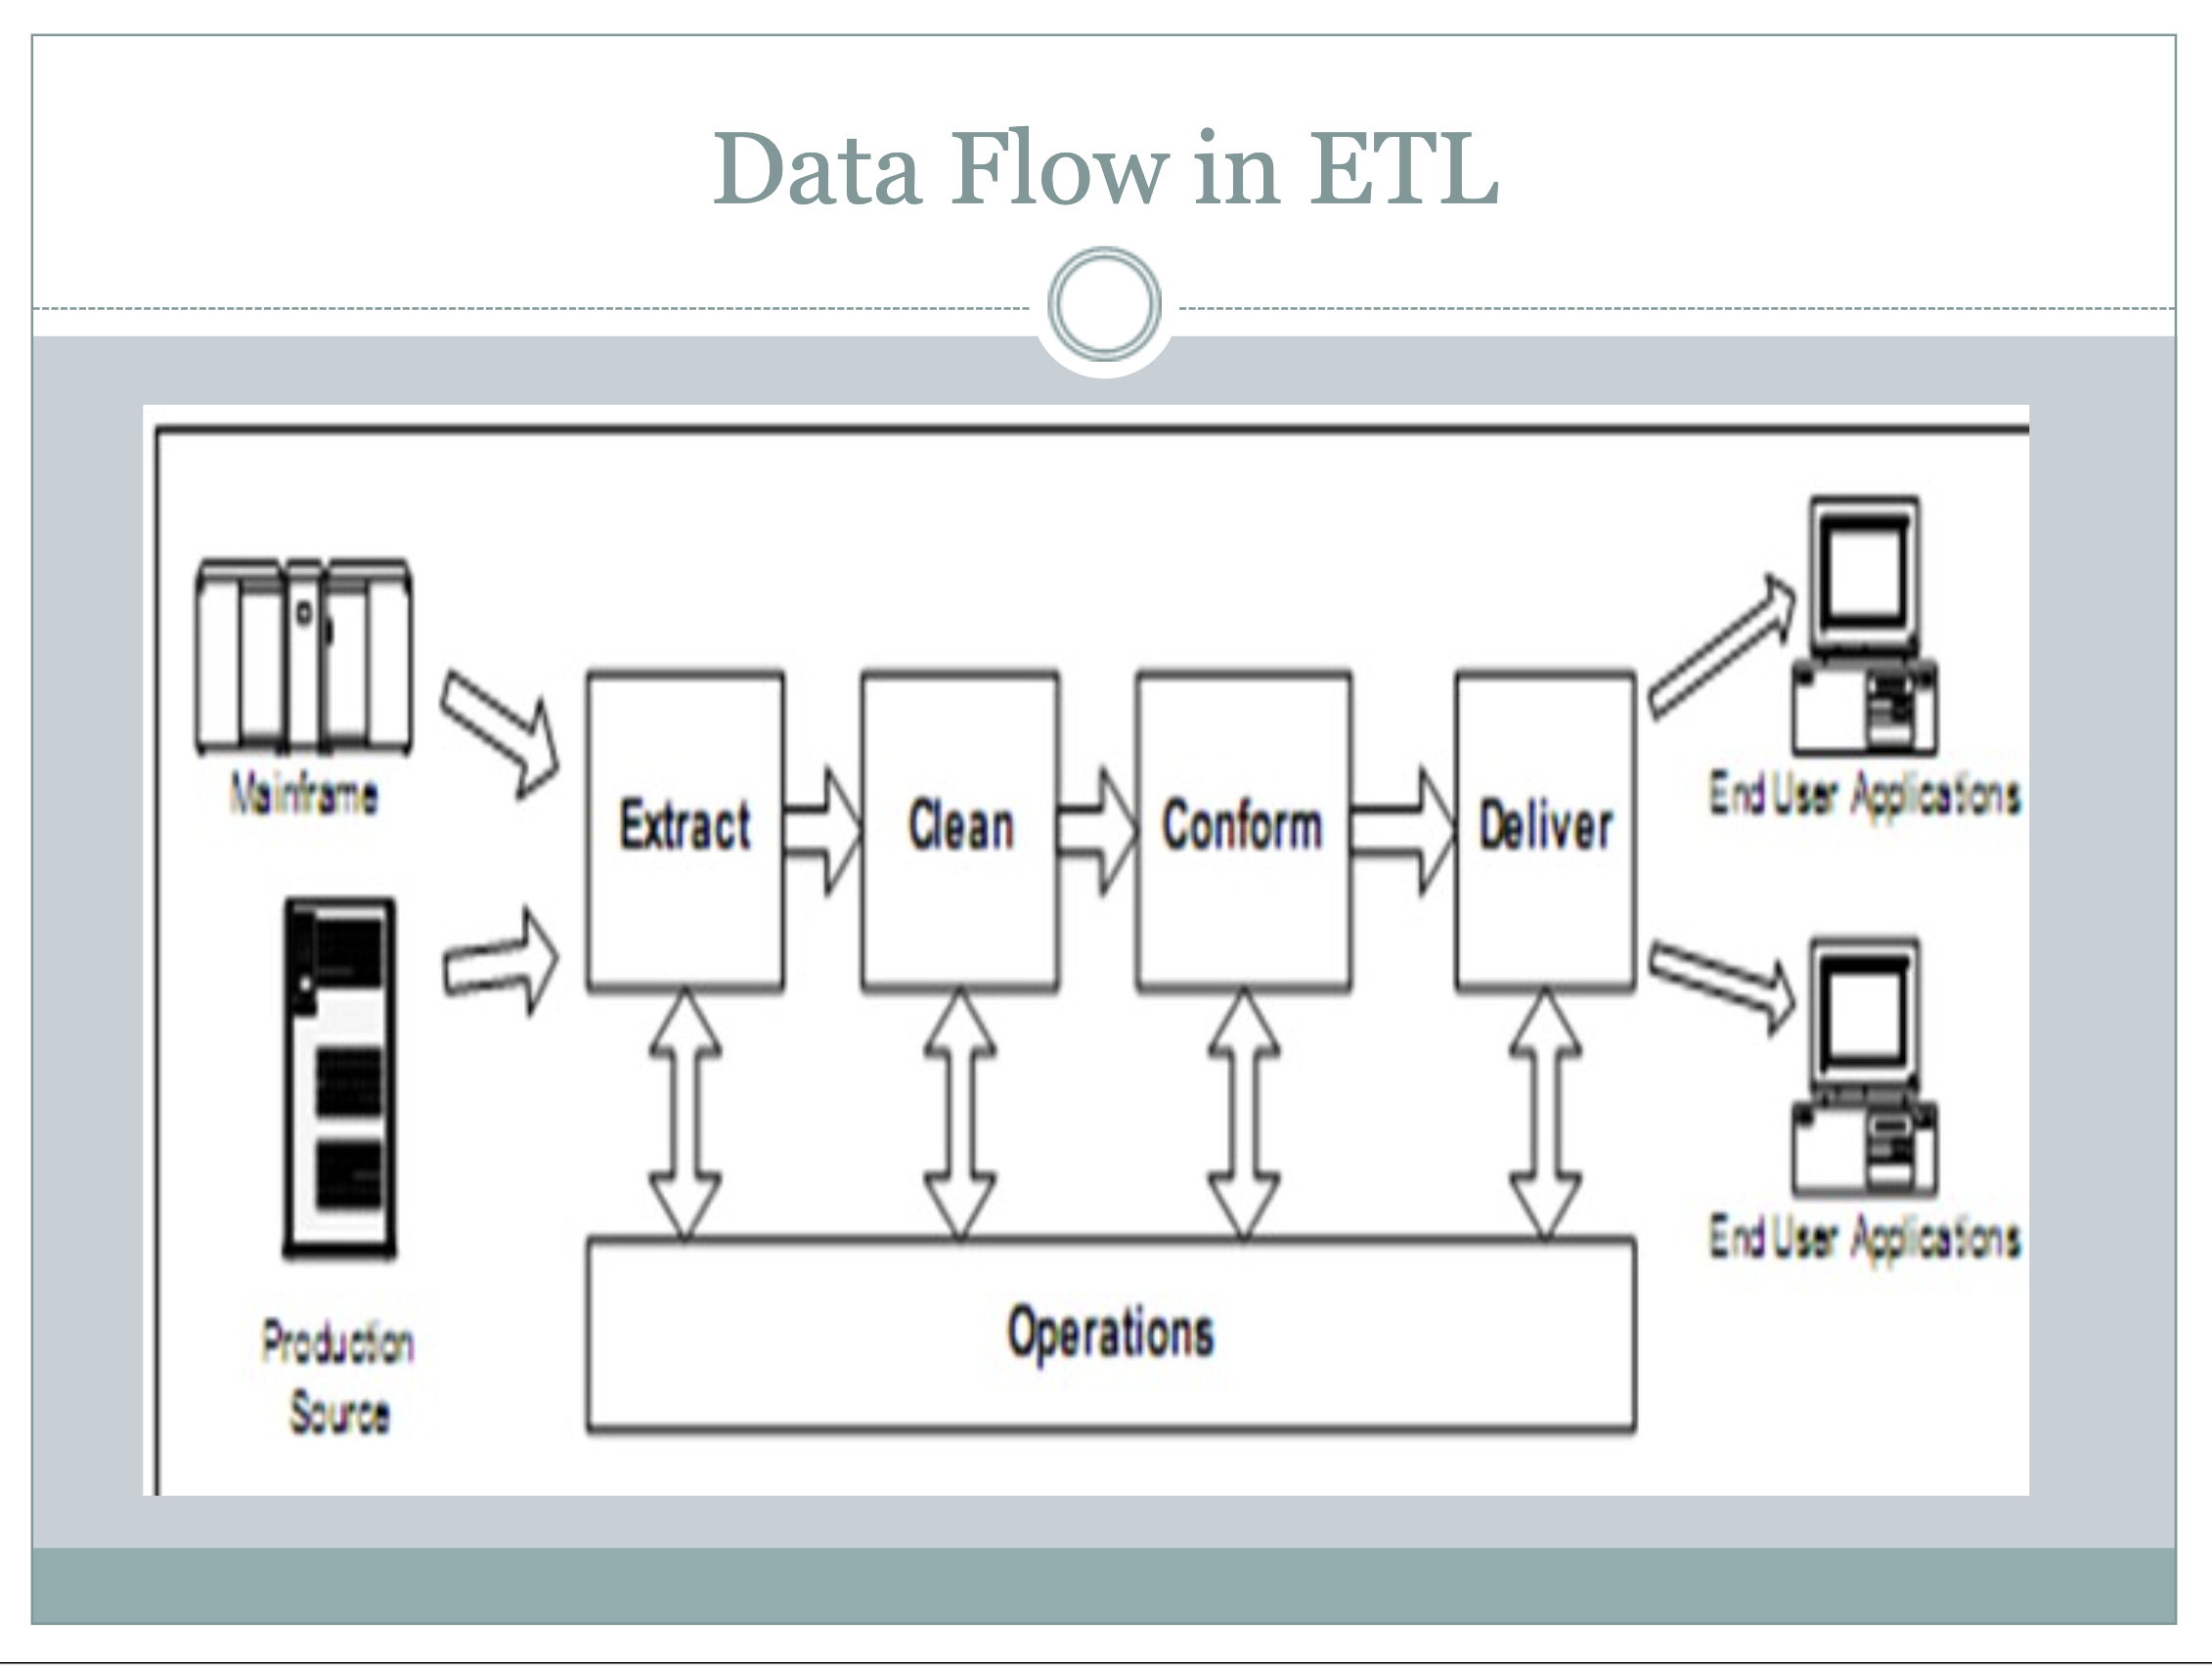 Data Flow in ETL
Mainframe
Extract
Clean
Conform
Deliver
End User Applications
Production
Source
Operations
End User Applications